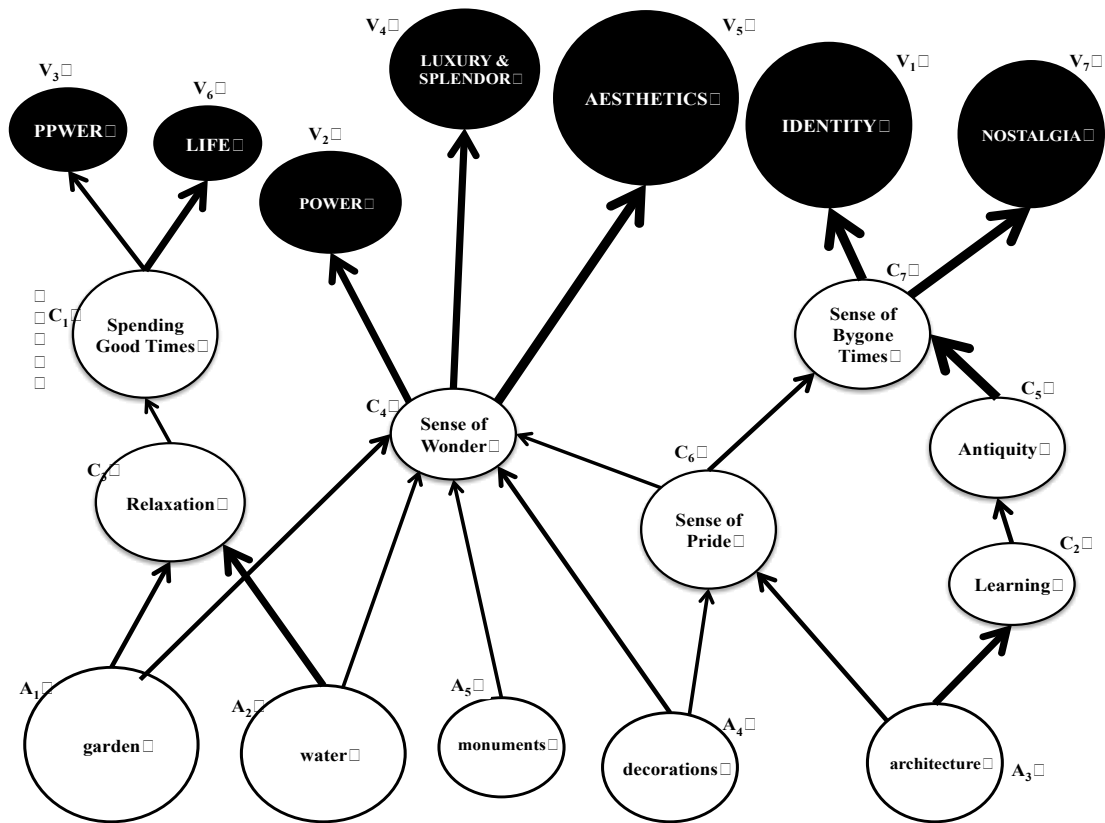 V₄□
V₅□
V₁□
V₇□
V₃□
V₆□
V₂□
LUXURY &
SPLENDOR□
AESTHETICS□
IDENTITY□
NOSTALGIA□
PPWER□
LIFE□
POWER□
C₁□
Spending
Good Times□
C₇□
Sense of
Bygone
Times□
C₄□
Sense of
Wonder□
C₅□
Antiquity□
C₃□
Relaxation□
C₆□
Sense of
Pride□
C₂□
Learning□
A₁□
garden□
A₂□
water□
A₅□
monuments□
A₄□
decorations□
architecture□
A₃□